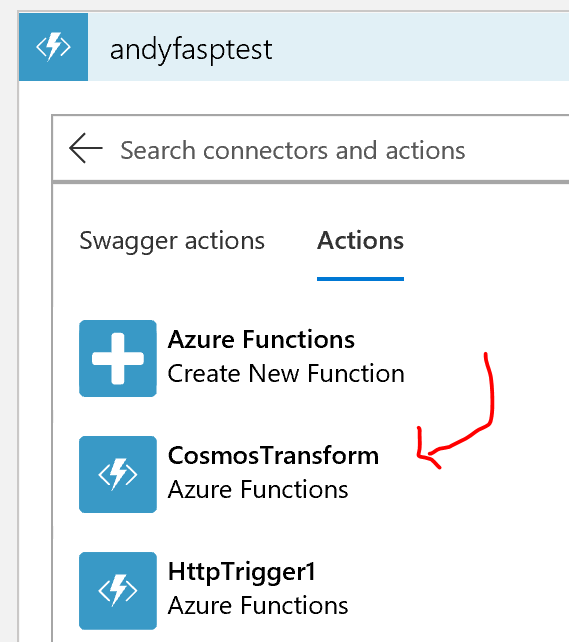 andyfasptest
Search connectors and actions
Swagger actions Actions
Azure Functions
Create New Function
CosmosTransform
Azure Functions
HttpTrigger1
Azure Functions